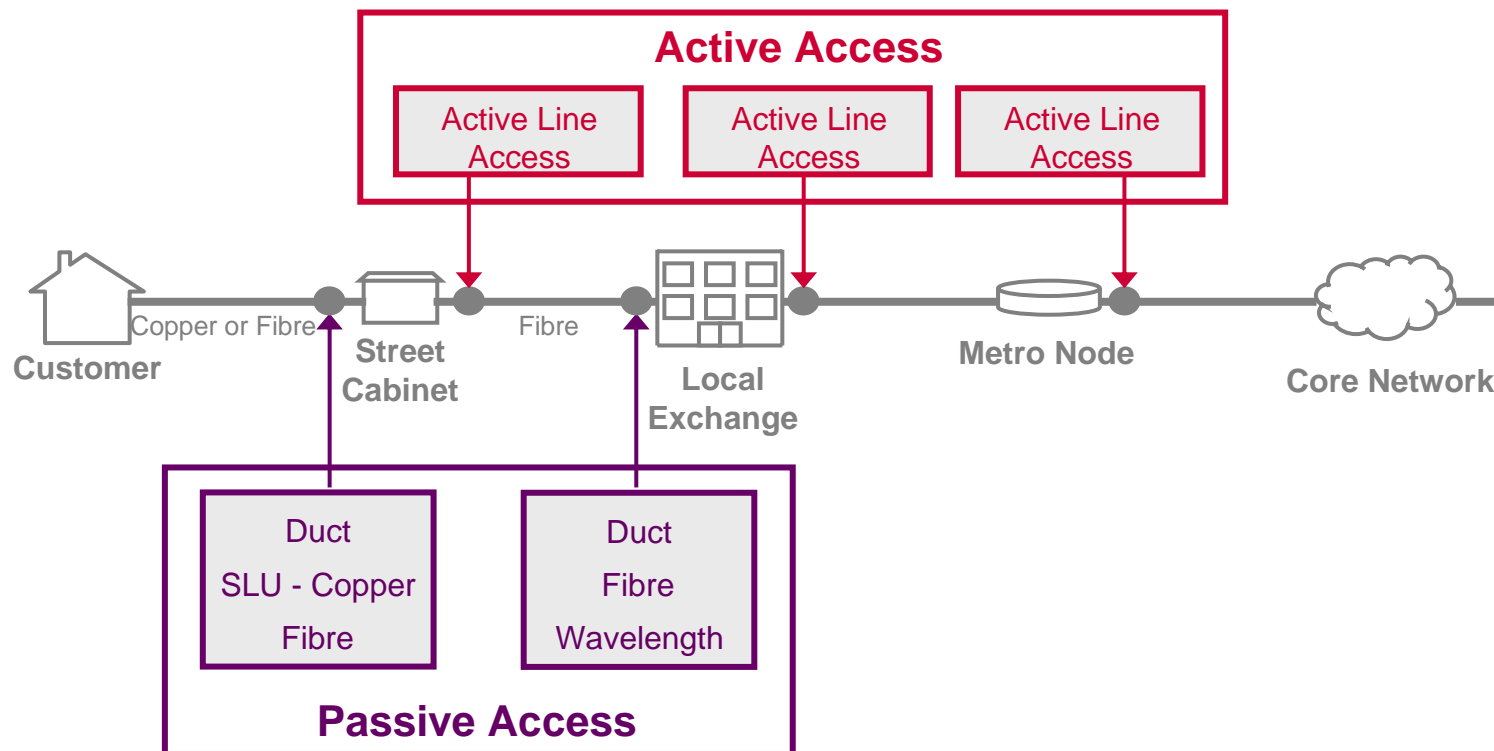 Active Access
Active Line
Access
Active Line
Access
Active Line
Access
Copper or Fibre
Fibre
Customer
Street
Cabinet
Local
Exchange
Metro Node
Core Network
Duct
SLU - Copper
Fibre
Duct
Fibre
Wavelength
Passive Access